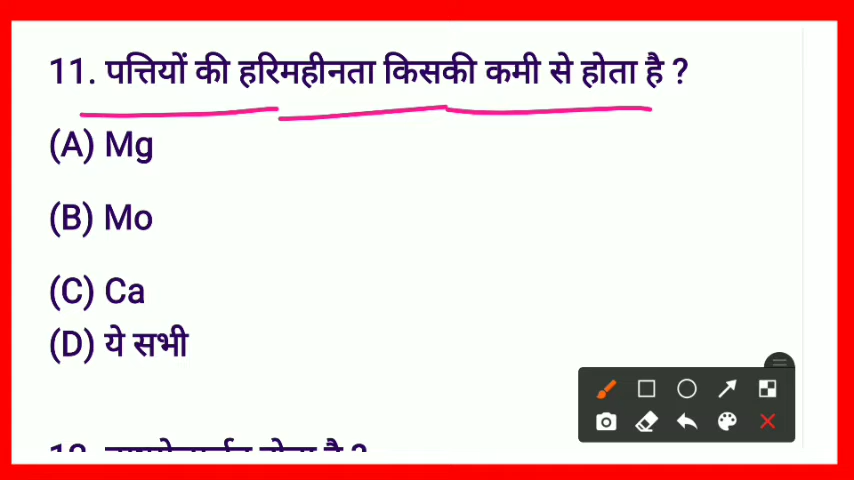 11. पत्तियों की हरिमहीनता किसकी कमी से होता है ?
(A) Mg
(B) Mo
(C) Ca
(D) ये सभी